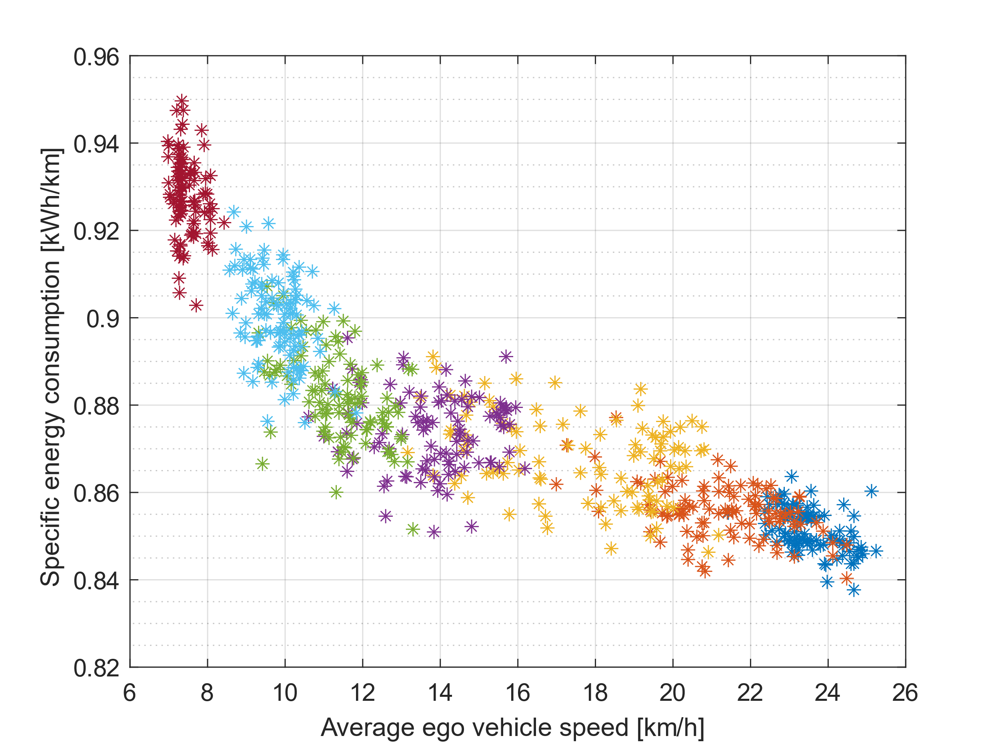 0.96
0.94
0.92
0.9
0.88
0.86
0.84
0.82
Specific energy consumption [kWh/km]
6 8 10 12 14 16 18 20 22 24 26
Average ego vehicle speed [km/h]